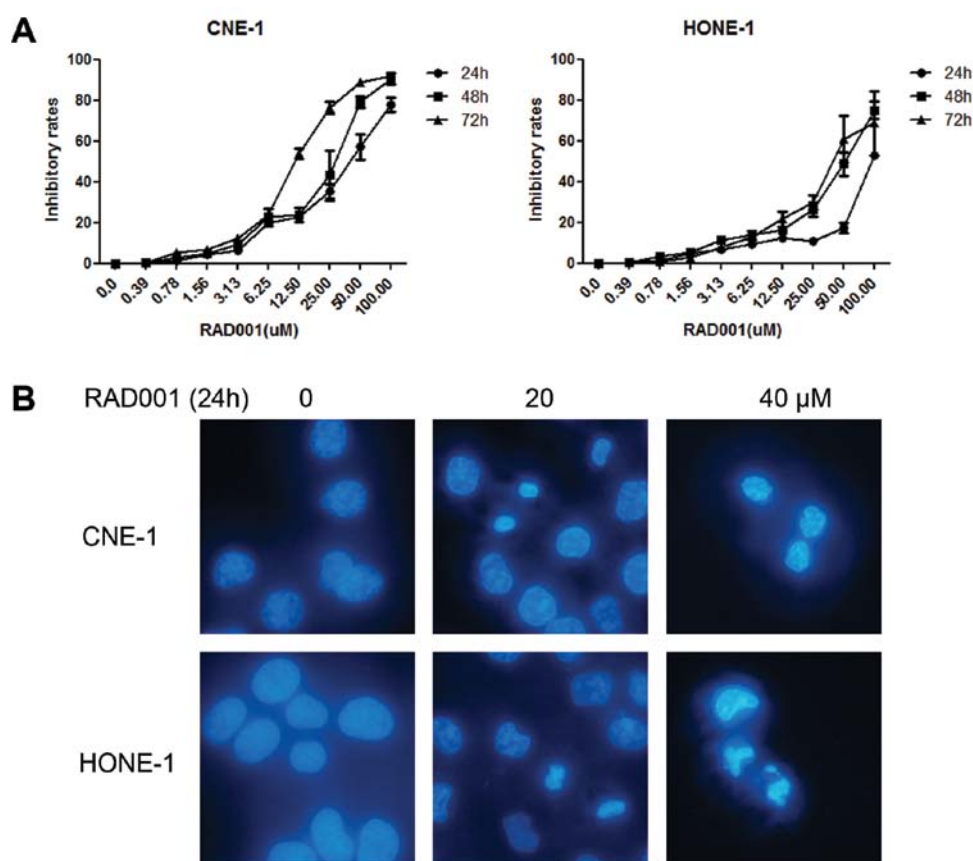 A
CNE-1
Inhibitory rates
100
80
60
40
20
0
0.0
0.39
0.78
1.56
3.13
6.25
12.50
25.00
50.00
100.00
RAD001(uM)
24h
48h
72h
HONE-1
Inhibitory rates
100
80
60
40
20
0
0.0
0.39
0.78
1.56
3.13
6.25
12.50
25.00
50.00
100.00
RAD001(uM)
24h
48h
72h
B
RAD001 (24h) 0 20 40 µM
CNE-1
HONE-1